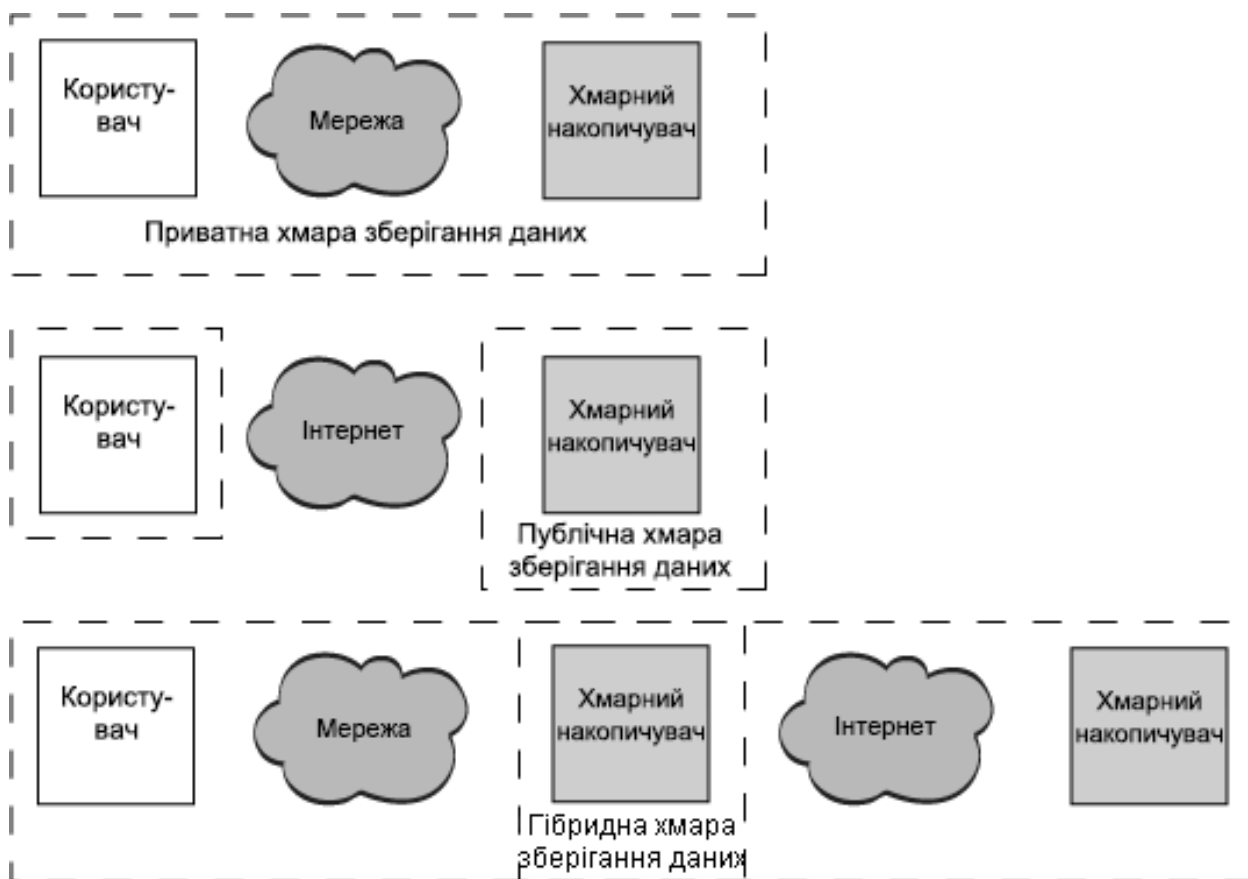 Користу-
вач
Мережа
Хмарний
накопичувач
Приватна хмара зберігання даних
Користу-
вач
Інтернет
Хмарний
накопичувач
Публічна хмара
зберігання даних
Користу-
вач
Мережа
Хмарний
накопичувач
Інтернет
Хмарний
накопичувач
Гібридна хмара
зберігання даних